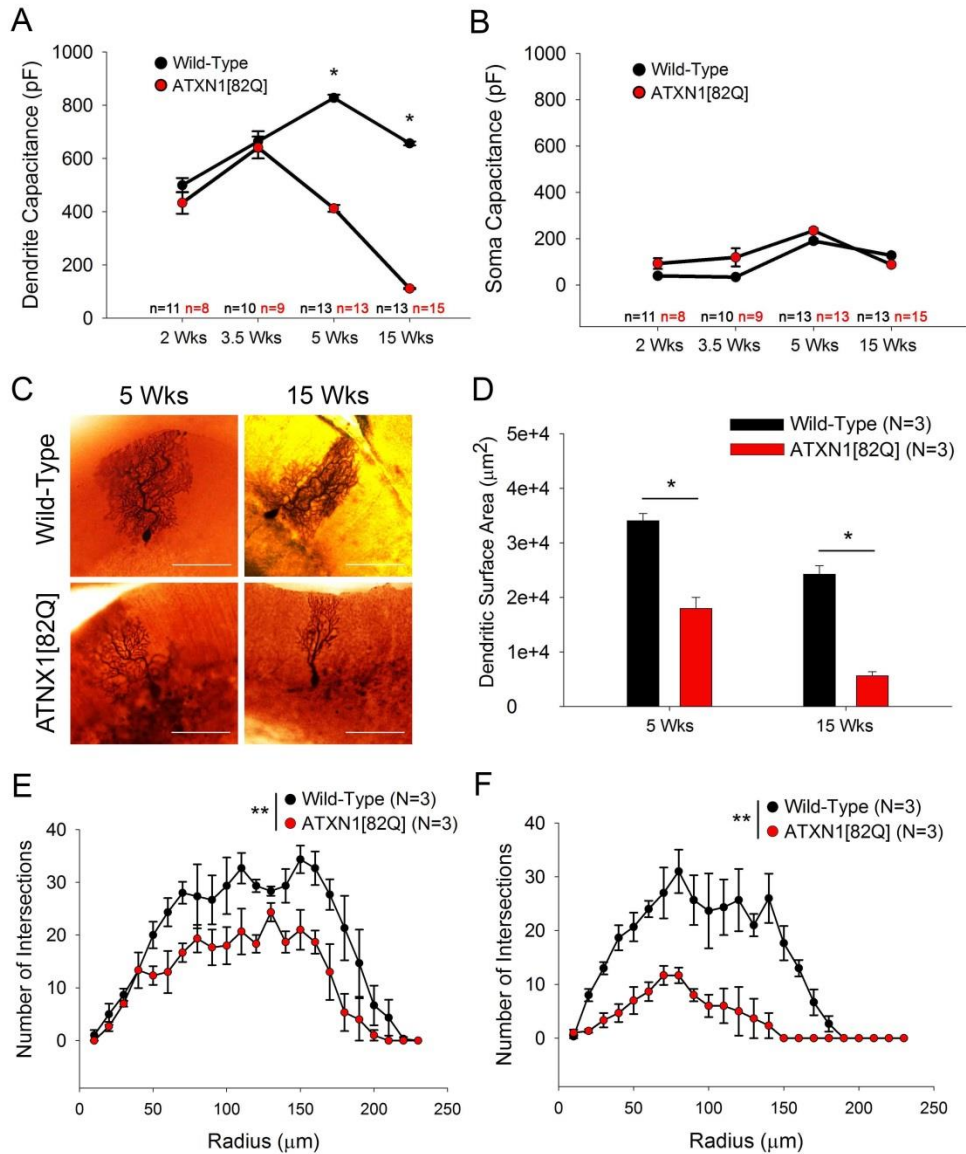 A
Wild-Type
ATXN1[82Q]
Dendrite Capacitance (pF)
1000
800
600
400
200
0
*
*
n=11 n=8
n=10 n=9
n=13 n=13
n=13 n=15
2 Wks
3.5 Wks
5 Wks
15 Wks
B
Wild-Type
ATXN1[82Q]
Soma Capacitance (pF)
1000
800
600
400
200
0
n=11 n=8
n=10 n=9
n=13 n=13
n=13 n=15
2 Wks
3.5 Wks
5 Wks
15 Wks
C
5 Wks
15 Wks
Wild-Type
ATNX1[82Q]
D
Wild-Type (N=3)
ATXN1[82Q] (N=3)
Dendritic Surface Area (μm²)
5e+4
4e+4
3e+4
2e+4
1e+4
0
*
*
5 Wks
15 Wks
E
**
Wild-Type (N=3)
ATXN1[82Q] (N=3)
Number of Intersections
40
30
20
10
0
0
50
100
150
200
250
Radius (μm)
F
**
Wild-Type (N=3)
ATXN1[82Q] (N=3)
Number of Intersections
40
30
20
10
0
0
50
100
150
200
250
Radius (μm)